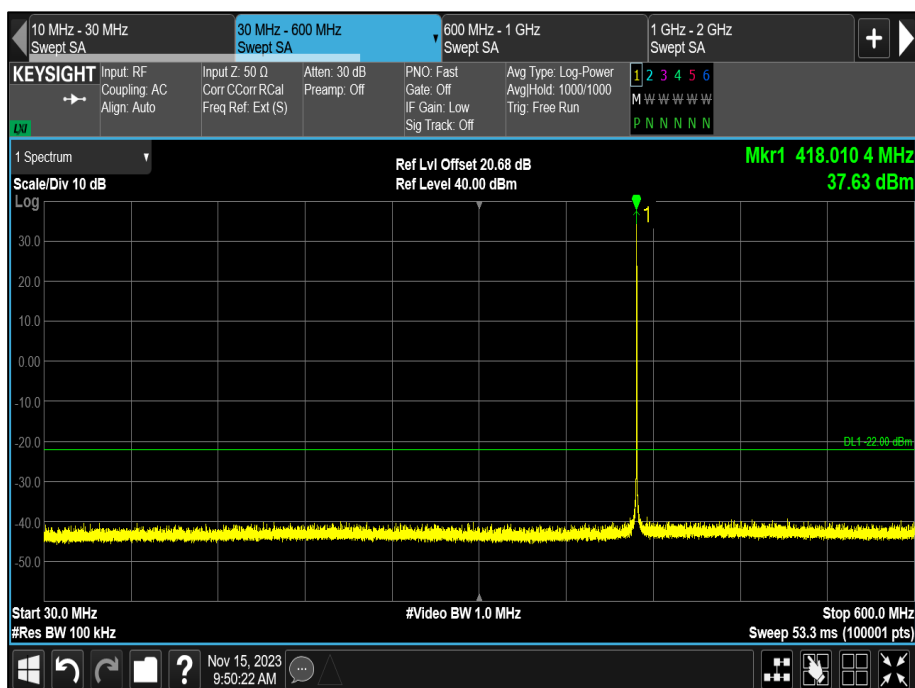 10 MHz - 30 MHz
Swept SA
30 MHz - 600 MHz
Swept SA
600 MHz - 1 GHz
Swept SA
1 GHz - 2 GHz
Swept SA
+
KEYSIGHT
LXI
Input: RF
Coupling: AC
Align: Auto
Input Z: 50 Ω
Corr CCorr RCal
Freq Ref: Ext (S)
Atten: 30 dB
Preamp: Off
PNO: Fast
Gate: Off
IF Gain: Low
Sig Track: Off
Avg Type: Log-Power
Avg|Hold: 1000/1000
Trig: Free Run
1 2 3 4 5 6
M W W W W W
P N N N N N
1 Spectrum
Scale/Div 10 dB
Log
Ref Lvl Offset 20.68 dB
Ref Level 40.00 dBm
Mkr1 418.010 4 MHz
37.63 dBm
1
30.0
20.0
10.0
0.00
-10.0
-20.0
DL1 -22.00 dBm
-30.0
-40.0
-50.0
Start 30.0 MHz
#Res BW 100 kHz
#Video BW 1.0 MHz
Stop 600.0 MHz
Sweep 53.3 ms (100001 pts)
?
Nov 15, 2023
9:50:22 AM